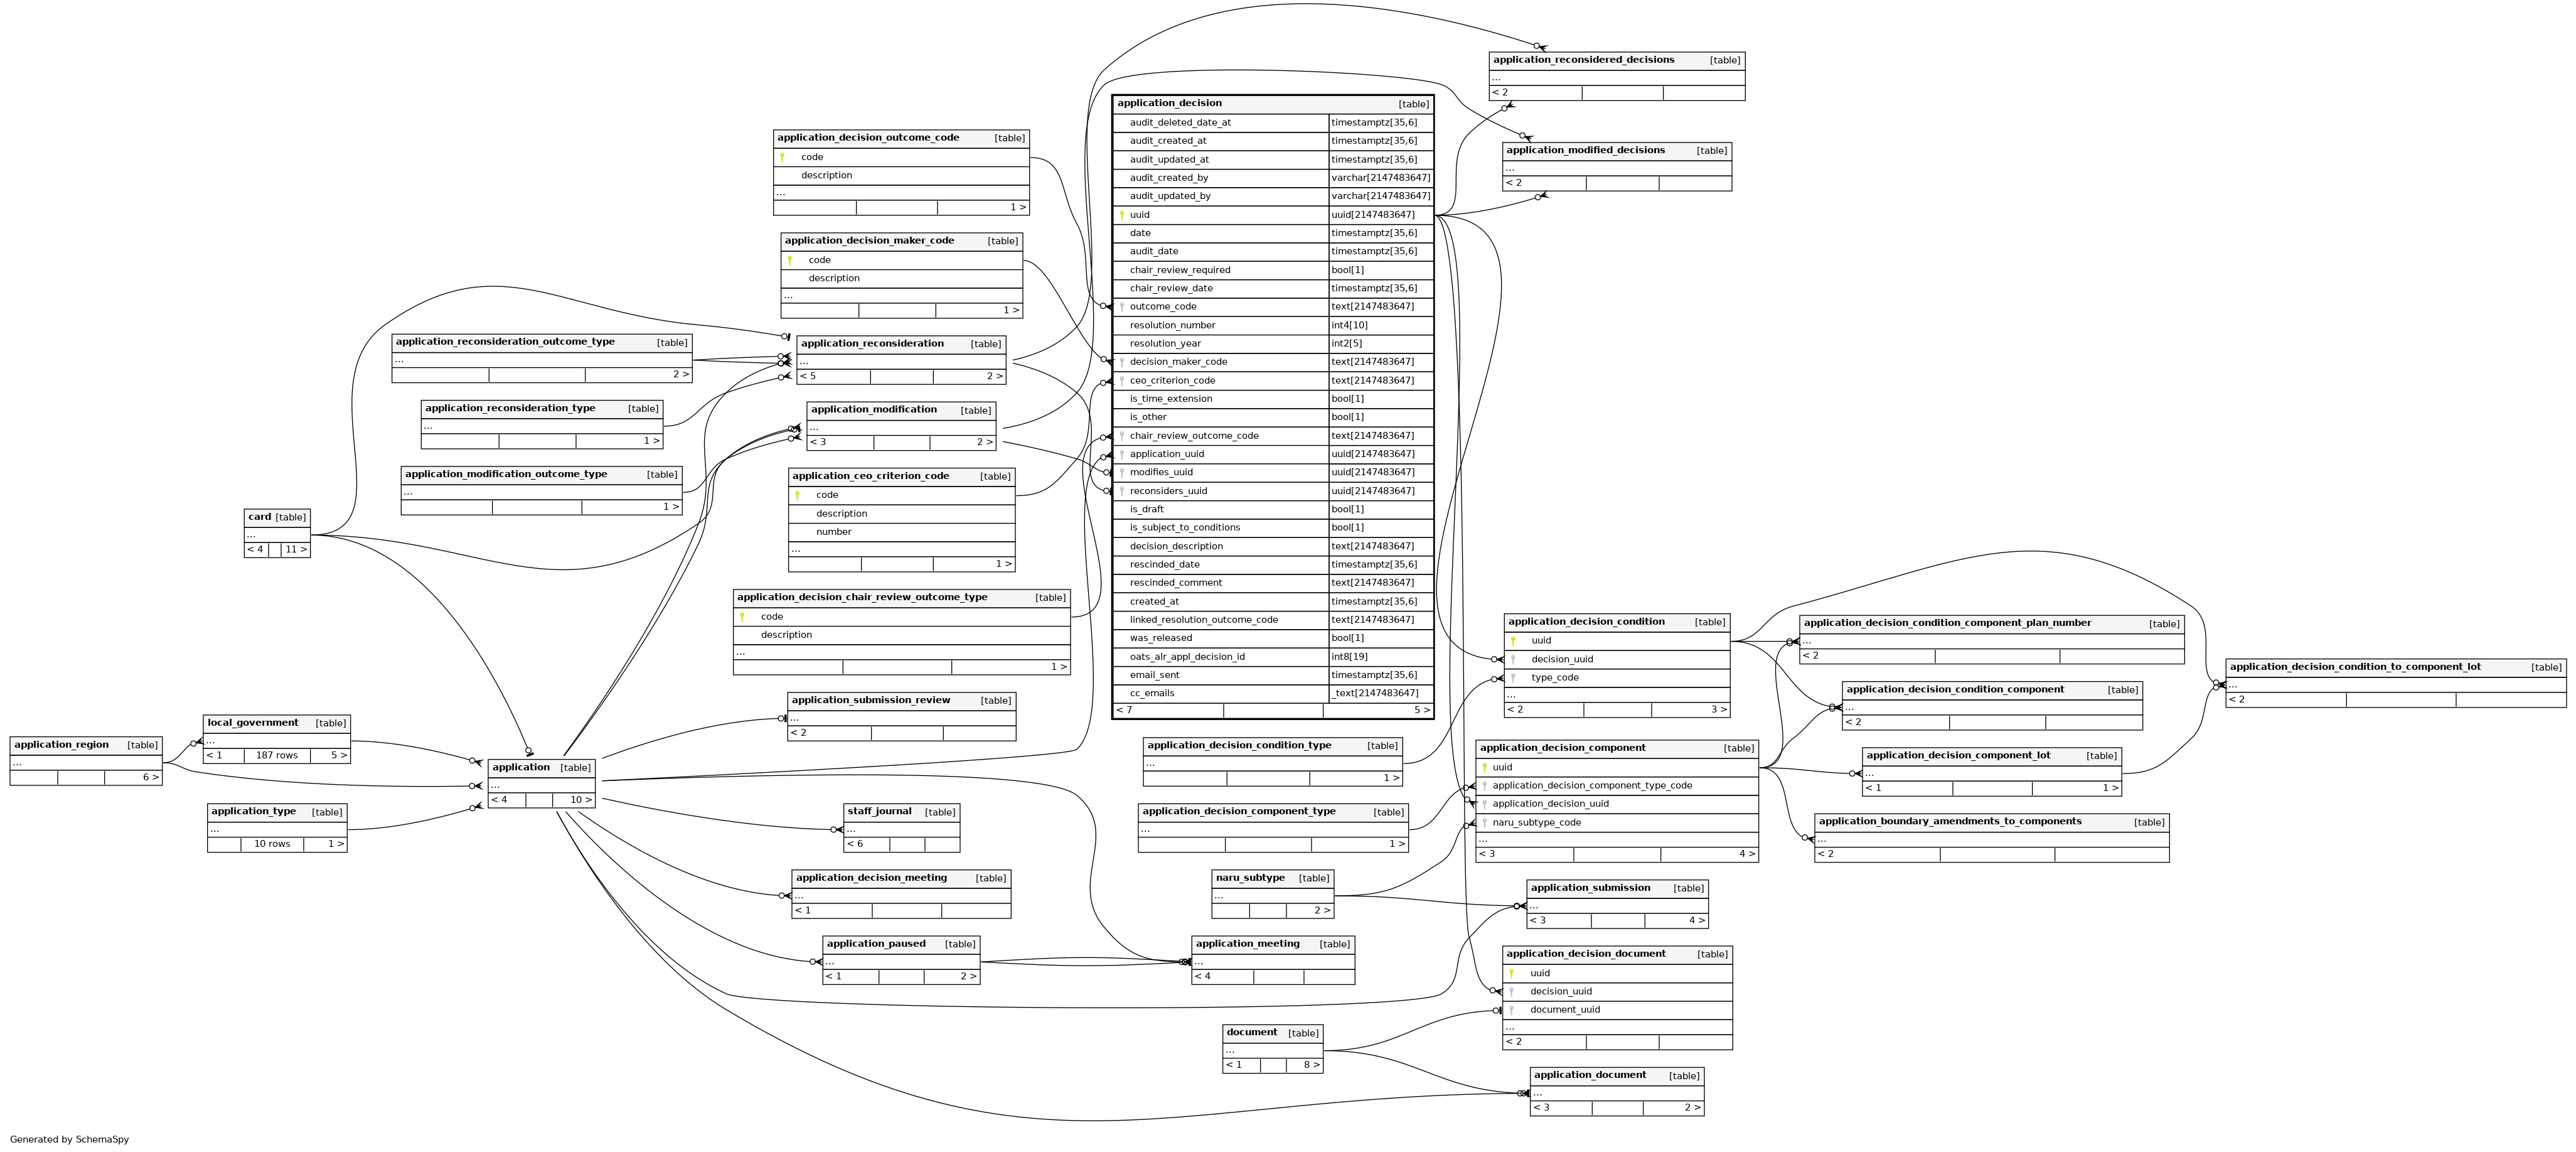 application_reconsidered_decisions [table]
...
< 2
application_decision [table]
audit_deleted_date_at timestamptz[35,6]
audit_created_at timestamptz[35,6]
audit_updated_at timestamptz[35,6]
audit_created_by varchar[2147483647]
audit_updated_by varchar[2147483647]
uuid uuid[2147483647]
date timestamptz[35,6]
audit_date timestamptz[35,6]
chair_review_required bool[1]
chair_review_date timestamptz[35,6]
outcome_code text[2147483647]
resolution_number int4[10]
resolution_year int2[5]
decision_maker_code text[2147483647]
ceo_criterion_code text[2147483647]
is_time_extension bool[1]
is_other bool[1]
chair_review_outcome_code text[2147483647]
application_uuid uuid[2147483647]
modifies_uuid uuid[2147483647]
reconsiders_uuid uuid[2147483647]
is_draft bool[1]
is_subject_to_conditions bool[1]
decision_description text[2147483647]
rescinded_date timestamptz[35,6]
rescinded_comment text[2147483647]
created_at timestamptz[35,6]
linked_resolution_outcome_code text[2147483647]
was_released bool[1]
oats_alr_appl_decision_id int8[19]
email_sent timestamptz[35,6]
cc_emails _text[2147483647]
< 7 5 >
application_decision_outcome_code [table]
code
description
...
1 >
application_modified_decisions [table]
...
< 2
application_decision_maker_code [table]
code
description
...
1 >
application_reconsideration_outcome_type [table]
...
2 >
application_reconsideration [table]
...
< 5 2 >
application_reconsideration_type [table]
...
1 >
application_modification [table]
...
< 3 2 >
application_modification_outcome_type [table]
...
1 >
application_ceo_criterion_code [table]
code
description
number
...
1 >
card [table]
...
< 4 11 >
application_decision_chair_review_outcome_type [table]
code
description
...
1 >
application_decision_condition [table]
uuid
decision_uuid
type_code
...
< 2 3 >
application_decision_condition_component_plan_number [table]
...
< 2
application_decision_condition_to_component_lot [table]
...
< 2
application_decision_condition_component [table]
...
< 2
application_submission_review [table]
...
< 2
local_government [table]
...
< 1 187 rows 5 >
application_region [table]
...
6 >
application_decision_condition_type [table]
...
1 >
application_decision_component [table]
uuid
application_decision_component_type_code
application_decision_uuid
naru_subtype_code
...
< 3 4 >
application_decision_component_lot [table]
...
< 1 1 >
application [table]
...
< 4 10 >
application_type [table]
...
10 rows 1 >
staff_journal [table]
...
< 6
application_decision_component_type [table]
...
1 >
application_boundary_amendments_to_components [table]
...
< 2
application_decision_meeting [table]
...
< 1
naru_subtype [table]
...
2 >
application_submission [table]
...
< 3 4 >
application_paused [table]
...
< 1 2 >
application_meeting [table]
...
< 4
application_decision_document [table]
uuid
decision_uuid
document_uuid
...
< 2
document [table]
...
< 1 8 >
application_document [table]
...
< 3 2 >
Generated by SchemaSpy